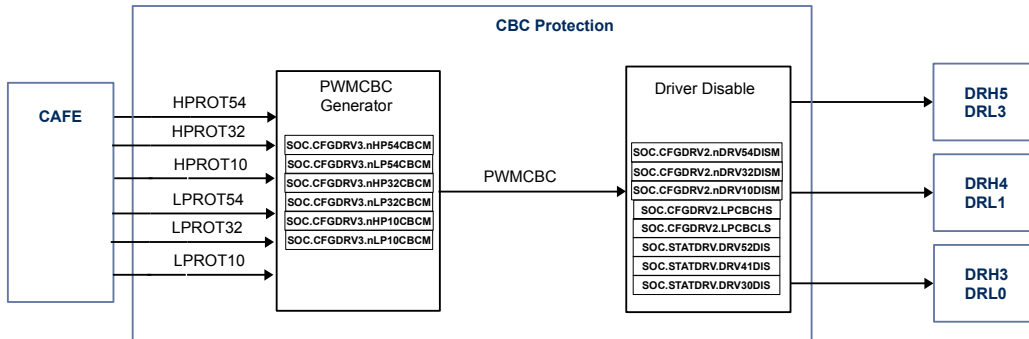 CBC Protection
CAFE
HPROT54
HPROT32
HPROT10
LPROT54
LPROT32
LPROT10
PWMCBC
Generator
SOC.CFGDRV3.nHP54CBCM
SOC.CFGDRV3.nLP54CBCM
SOC.CFGDRV3.nHP32CBCM
SOC.CFGDRV3.nLP32CBCM
SOC.CFGDRV3.nHP10CBCM
SOC.CFGDRV3.nLP10CBCM
PWMCBC
Driver Disable
SOC.CFGDRV2.nDRV54DISM
SOC.CFGDRV2.nDRV32DISM
SOC.CFGDRV2.nDRV10DISM
SOC.CFGDRV2.LPCBCHS
SOC.CFGDRV2.LPCBCLS
SOC.STATDRV.DRV52DIS
SOC.STATDRV.DRV41DIS
SOC.STATDRV.DRV30DIS
DRH5
DRL3
DRH4
DRL1
DRH3
DRL0